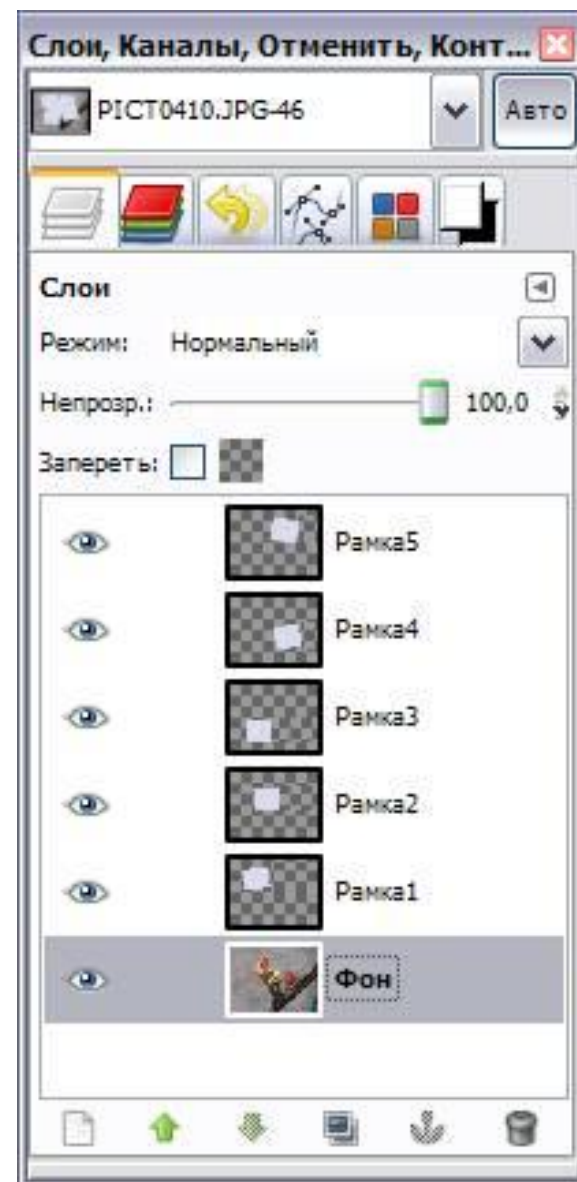 Слои, Каналы, Отменить, Конт...
PICT0410.JPG-46
Авто
Слои
Режим: Нормальный
Непрозр.: 100,0
Запереть:
Рамка5
Рамка4
Рамка3
Рамка2
Рамка1
Фон